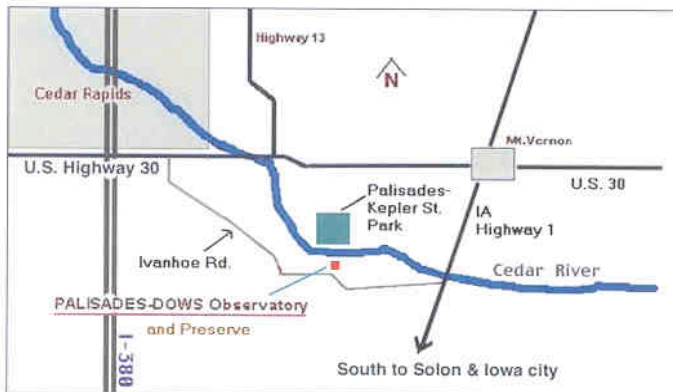 Highway 13
N
Cedar Rapids
Mt.Vernon
U.S. Highway 30
U.S. 30
Palisades-
Kepler St.
Park
IA
Highway 1
Ivanhoe Rd.
Cedar River
PALISADES-DOWS Observatory
and Preserve
I-380
South to Solon & Iowa city